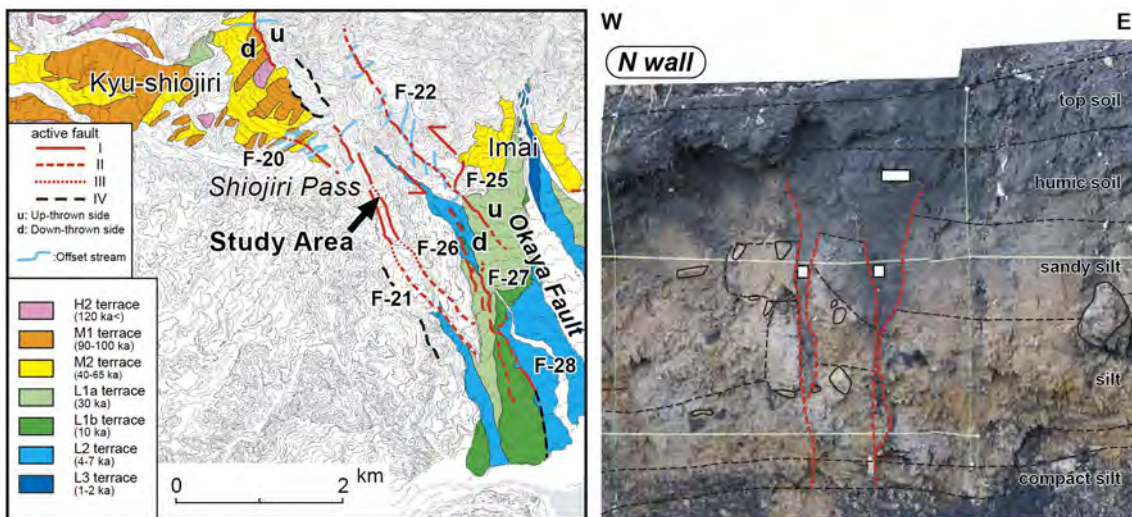 Kyu-shiojiri
d
u
F-22
F-20
Shiojiri Pass
Study Area
Imai
F-25
u
d
F-26
F-27
Okaya Fault
F-21
F-28
active fault
I
II
III
IV
u: Up-thrown side
d: Down-thrown side
:Offset stream
H2 terrace
(120 ka<)
M1 terrace
(90-100 ka)
M2 terrace
(40-65 ka)
L1a terrace
(30 ka)
L1b terrace
(10 ka)
L2 terrace
(4-7 ka)
L3 terrace
(1-2 ka)
km
0 2
W E
N wall
top soil
humic soil
sandy silt
silt
compact silt